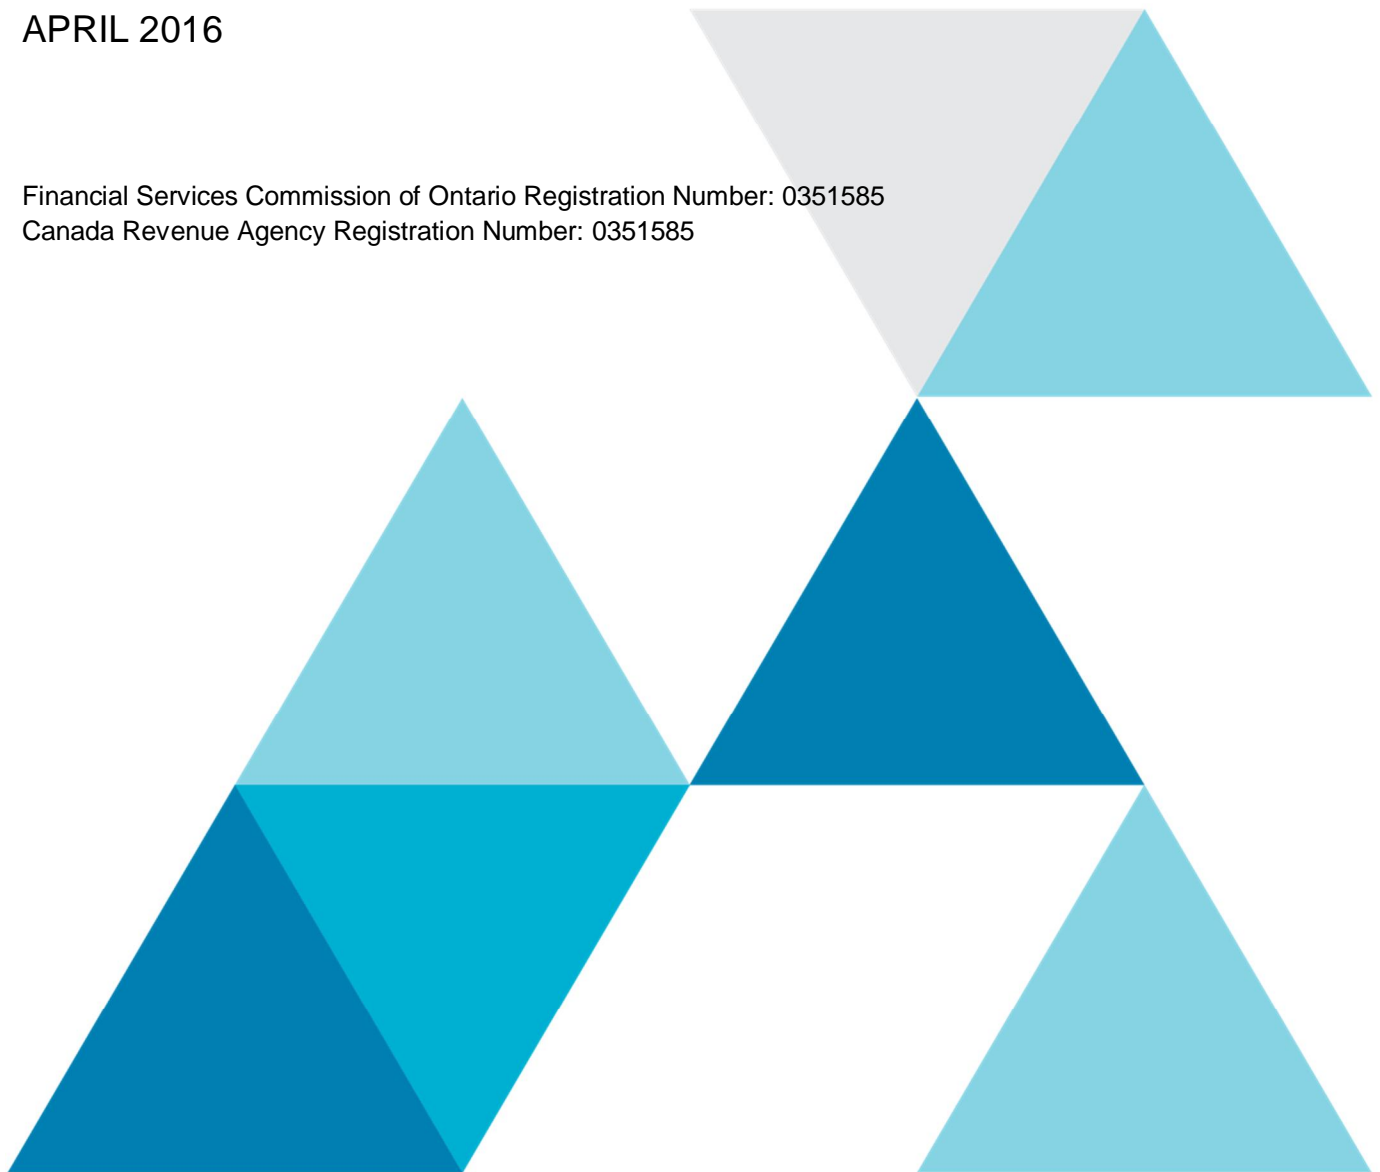 APRIL 2016
Financial Services Commission of Ontario Registration Number: 0351585
Canada Revenue Agency Registration Number: 0351585